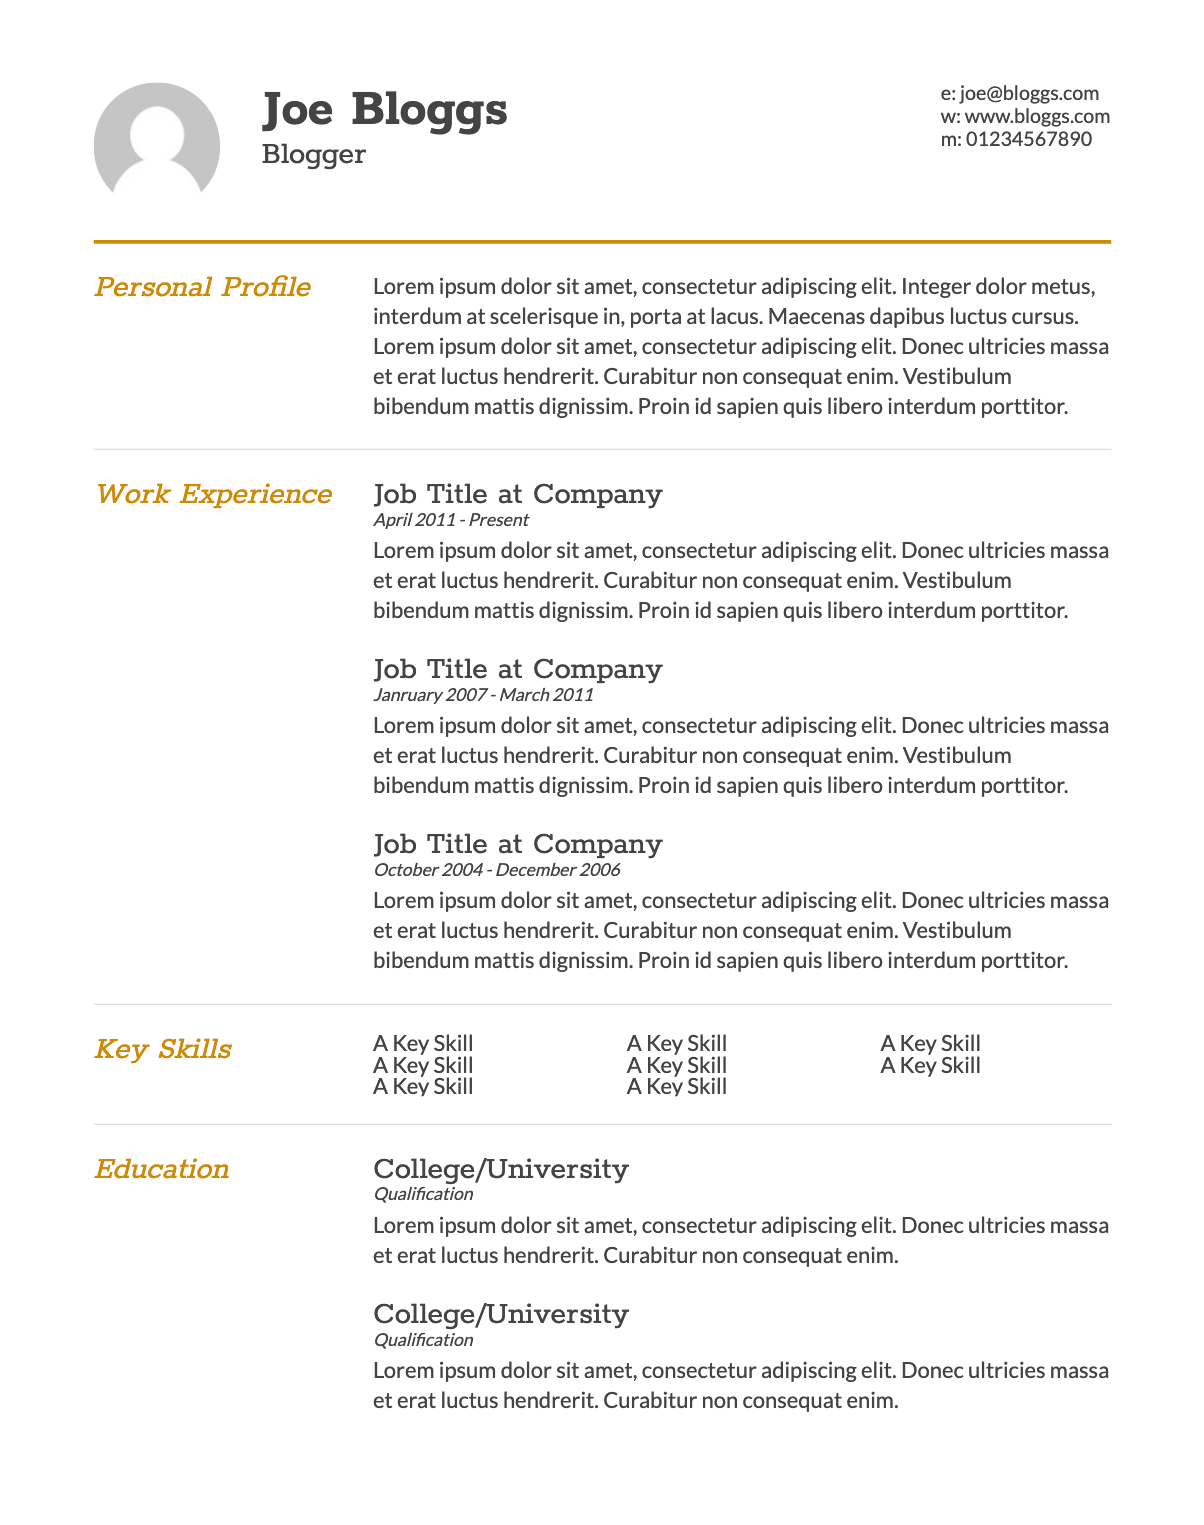 Joe Bloggs
Blogger
e: joe@bloggs.com
w: www.bloggs.com
m: 01234567890
Personal Profile
Lorem ipsum dolor sit amet, consectetur adipiscing elit. Integer dolor metus,
interdum at scelerisque in, porta at lacus. Maecenas dapibus luctus cursus.
Lorem ipsum dolor sit amet, consectetur adipiscing elit. Donec ultricies massa
et erat luctus hendrerit. Curabitur non consequat enim. Vestibulum
bibendum mattis dignissim. Proin id sapien quis libero interdum porttitor.
Work Experience
Job Title at Company
April 2011 - Present
Lorem ipsum dolor sit amet, consectetur adipiscing elit. Donec ultricies massa
et erat luctus hendrerit. Curabitur non consequat enim. Vestibulum
bibendum mattis dignissim. Proin id sapien quis libero interdum porttitor.
Job Title at Company
Janruary 2007 - March 2011
Lorem ipsum dolor sit amet, consectetur adipiscing elit. Donec ultricies massa
et erat luctus hendrerit. Curabitur non consequat enim. Vestibulum
bibendum mattis dignissim. Proin id sapien quis libero interdum porttitor.
Job Title at Company
October 2004 - December 2006
Lorem ipsum dolor sit amet, consectetur adipiscing elit. Donec ultricies massa
et erat luctus hendrerit. Curabitur non consequat enim. Vestibulum
bibendum mattis dignissim. Proin id sapien quis libero interdum porttitor.
Key Skills
A Key Skill
A Key Skill
A Key Skill
A Key Skill
A Key Skill
A Key Skill
A Key Skill
A Key Skill
Education
College/University
Qualification
Lorem ipsum dolor sit amet, consectetur adipiscing elit. Donec ultricies massa
et erat luctus hendrerit. Curabitur non consequat enim.
College/University
Qualification
Lorem ipsum dolor sit amet, consectetur adipiscing elit. Donec ultricies massa
et erat luctus hendrerit. Curabitur non consequat enim.